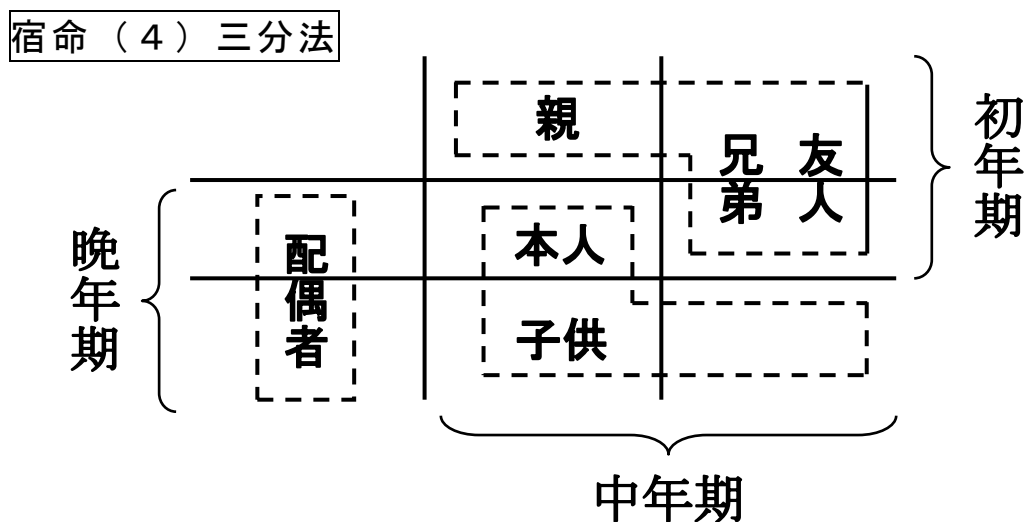 宿命（４）三分法
親
兄弟
友人
初年期
本人
配偶者
晩年期
子供
中年期